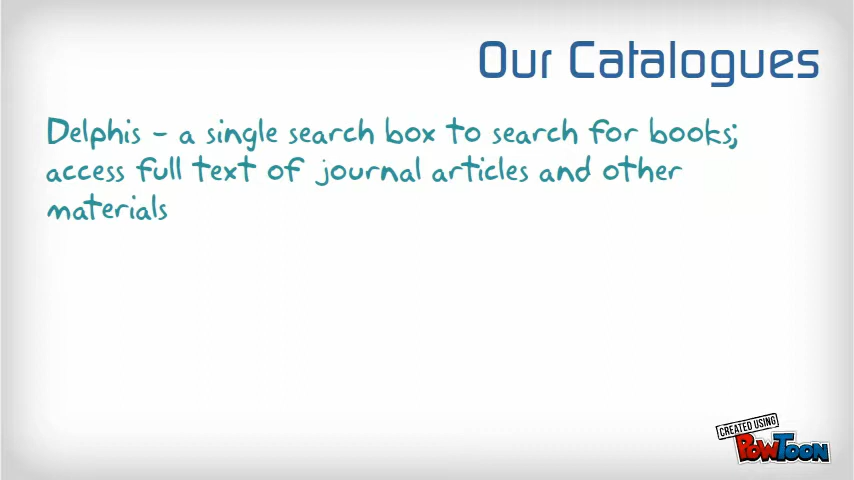 Our Catalogues
Delphis - a single search box to search for books;
access full text of journal articles and other
materials
CREATED USING
POWTOON